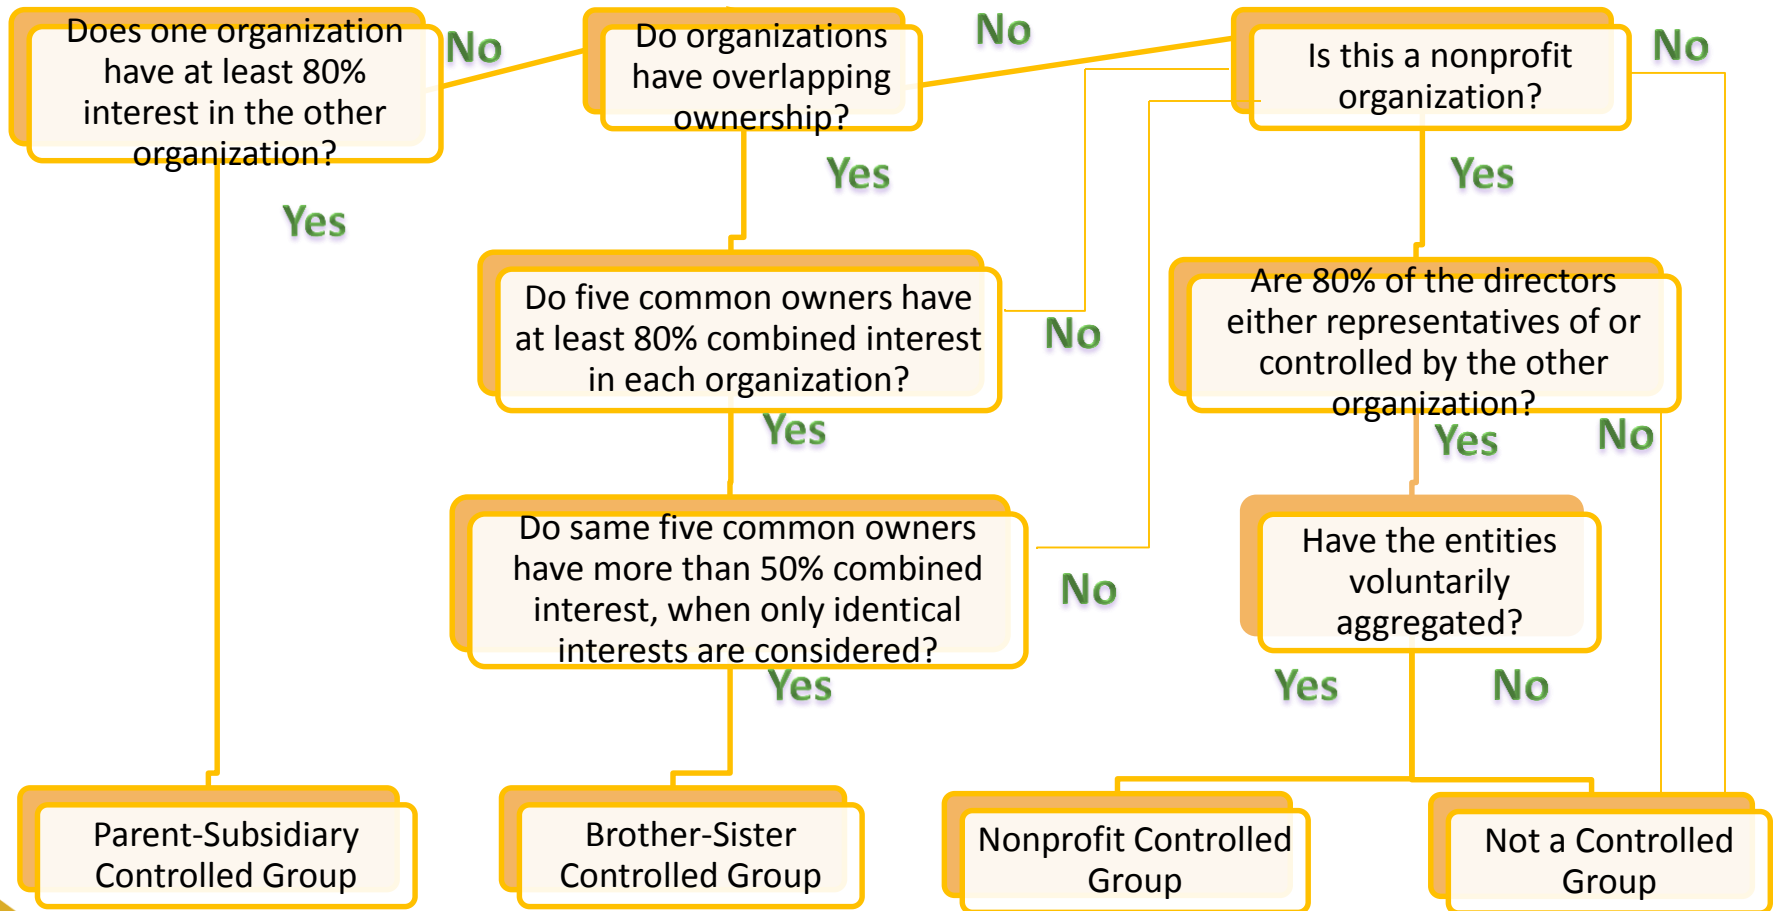 Does one organization
have at least 80%
interest in the other
organization?
No
Do organizations
have overlapping
ownership?
No
Is this a nonprofit
organization?
No
Yes
Yes
Yes
Do five common owners have
at least 80% combined interest
in each organization?
No
Are 80% of the directors
either representatives of or
controlled by the other
organization?
Yes
Yes
No
Do same five common owners
have more than 50% combined
interest, when only identical
interests are considered?
No
Have the entities
voluntarily
aggregated?
Yes
Yes
No
Parent-Subsidiary
Controlled Group
Brother-Sister
Controlled Group
Nonprofit Controlled
Group
Not a Controlled
Group